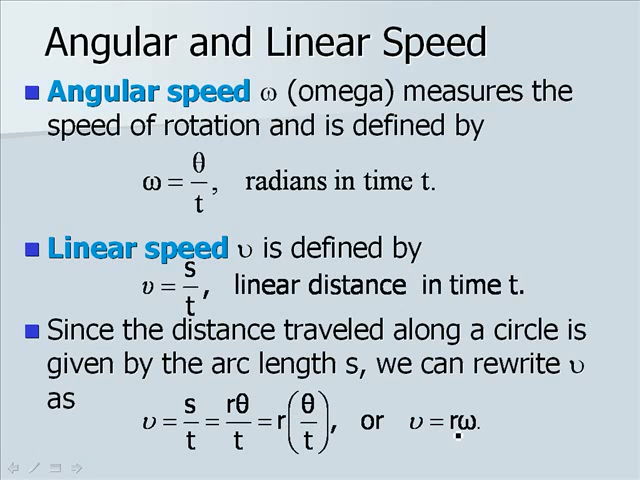 Angular and Linear Speed
Angular speed ω (omega) measures the
speed of rotation and is defined by
ω = θ/t, radians in time t.
Linear speed υ is defined by
υ = s/t, linear distance in time t.
Since the distance traveled along a circle is
given by the arc length s, we can rewrite υ
as
υ = s/t = rθ/t = r(θ/t), or υ = rω.